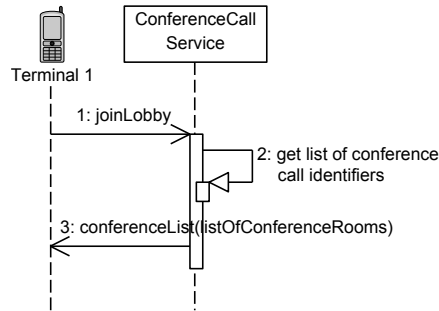 ConferenceCall
Service
Terminal 1
1: joinLobby
2: get list of conference
call identifiers
3: conferenceList(listOfConferenceRooms)